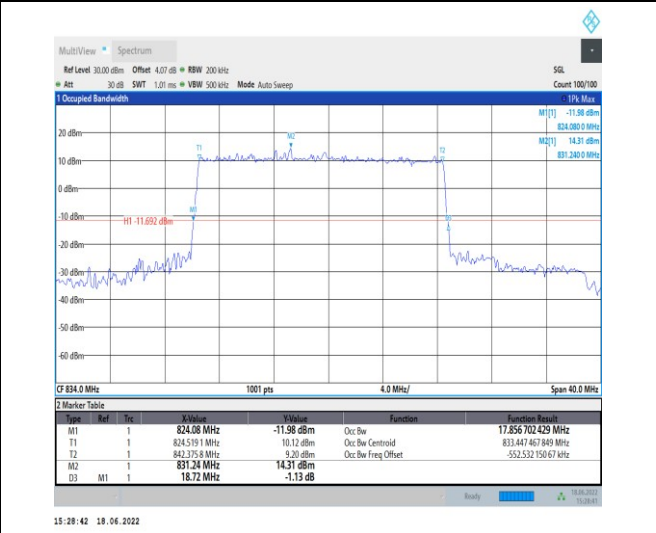 MultiView Spectrum
Ref Level 30.00 dBm Offset 4.07 dB RBW 200 kHz SGL
Att 30 dB SWT 1.01 ms VBW 500 kHz Mode Auto Sweep Count 100/100
1 Occupied Bandwidth 1Pk Max
M1[1] -11.98 dBm
824.080 0 MHz
M2[1] 14.31 dBm
831.240 0 MHz
20 dBm
M2
T1 T2
10 dBm
0 dBm
M1
-10 dBm
H1 -11.692 dBm
-20 dBm
-30 dBm
-40 dBm
-50 dBm
-60 dBm
CF 834.0 MHz 1001 pts 4.0 MHz/ Span 40.0 MHz
2 Marker Table
Type Ref Trc X-Value Y-Value Function Function Result
M1 1 824.08 MHz -11.98 dBm Occ Bw 17.856 702 429 MHz
T1 1 824.519 1 MHz 10.12 dBm Occ Bw Centroid 833.447 467 849 MHz
T2 1 842.375 8 MHz 9.20 dBm Occ Bw Freq Offset -552.532 150 67 kHz
M2 1 831.24 MHz 14.31 dBm
D3 M1 1 18.72 MHz -1.13 dB
Ready 18.06.2022
15:28:41
15:28:42 18.06.2022